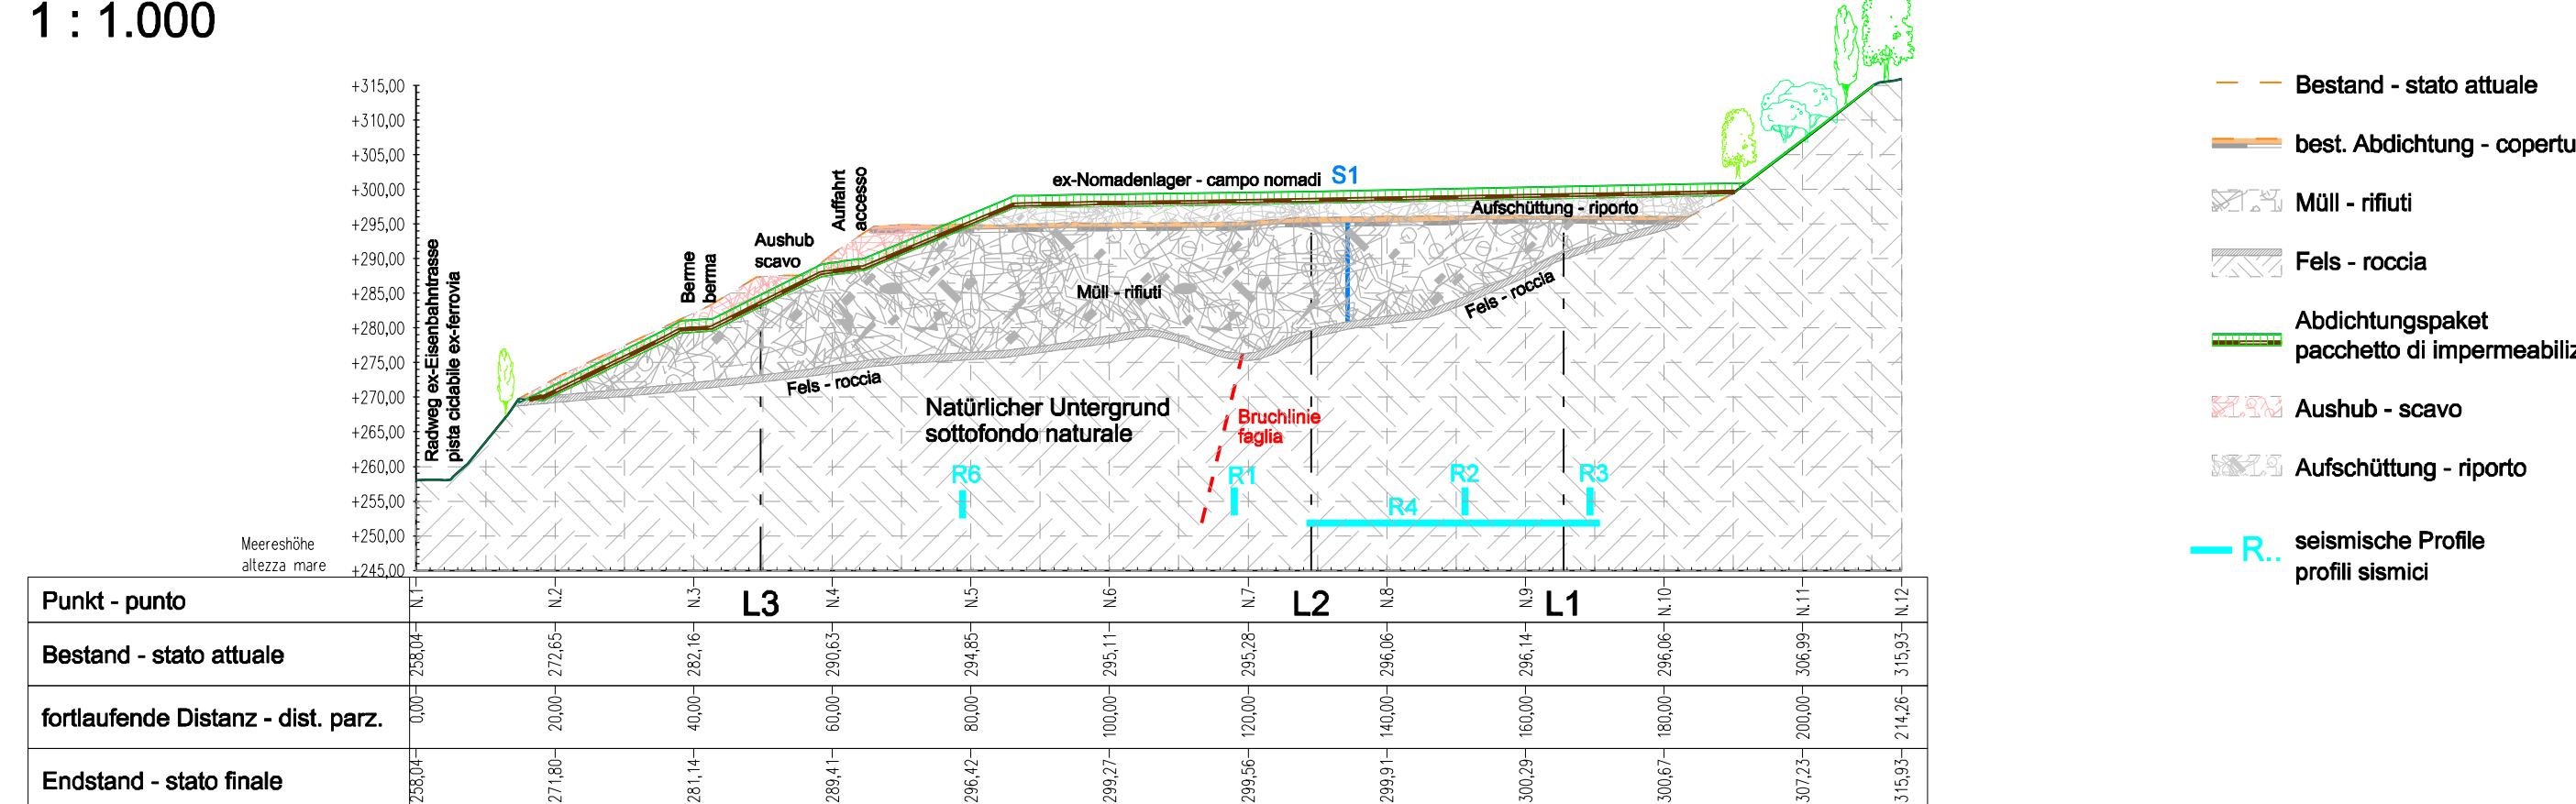 1 : 1.000
+315,00
+310,00
+305,00
+300,00
+295,00
+290,00
+285,00
+280,00
+275,00
+270,00
+265,00
+260,00
+255,00
+250,00
+245,00
Meereshöhe
altezza mare
Radweg ex-Eisenbahntrasse
pista ciclabile ex-ferrovia
Berme
berma
Aushub
scavo
Auffahrt
accesso
ex-Nomadenlager - campo nomadi
S1
Aufschüttung - riporto
Müll - rifiuti
Fels - roccia
Fels - roccia
Natürlicher Untergrund
sottofondo naturale
Bruchlinie
faglia
R6
R1
R4
R2
R3
Bestand - stato attuale
best. Abdichtung - copertu
Müll - rifiuti
Fels - roccia
Abdichtungspaket
pacchetto di impermeabiliz
Aushub - scavo
Aufschüttung - riporto
R..
seismische Profile
profili sismici
Punkt - punto N.1 N.2 N.3 L3 N.4 N.5 N.6 N.7 L2 N.8 N.9 L1 N.10 N.11 N.12
Bestand - stato attuale 258,04 272,65 282,16 290,63 294,85 295,11 295,28 296,06 296,14 296,06 306,99 315,93
fortlaufende Distanz - dist. parz. 0,00 20,00 40,00 60,00 80,00 100,00 120,00 140,00 160,00 180,00 200,00 214,26
Endstand - stato finale 258,04 271,80 281,14 289,41 296,42 299,27 299,56 299,91 300,29 300,67 307,23 315,93